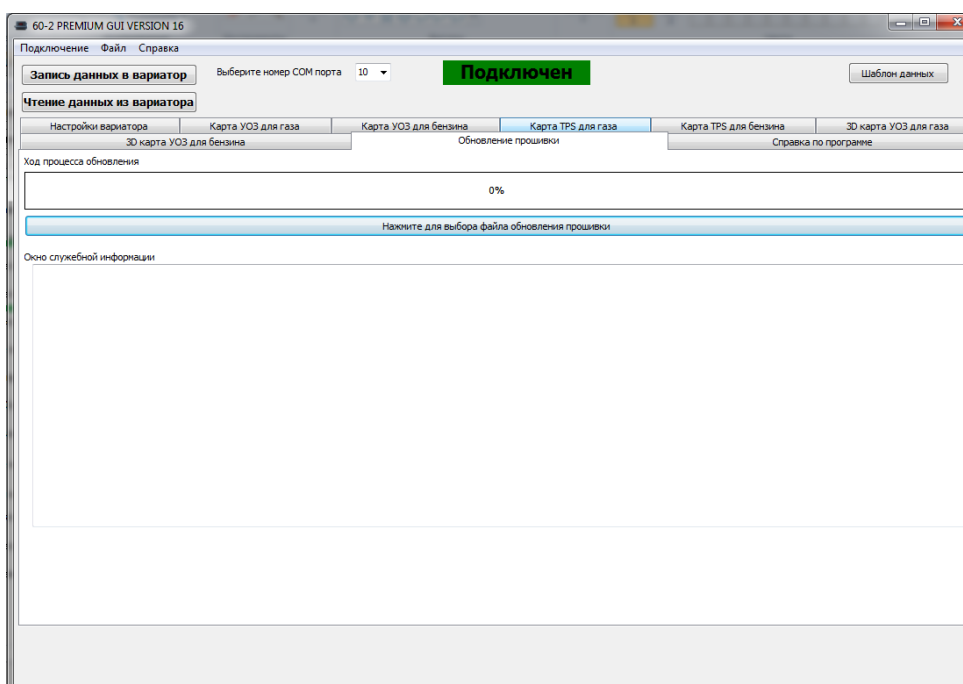 60-2 PREMIUM GUI VERSION 16
Подключение Файл Справка
Запись данных в вариатор
Выберите номер COM порта 10
Подключен
Шаблон данных
Чтение данных из вариатора
Настройки вариатора Карта УОЗ для газа Карта УОЗ для бензина Карта TPS для газа Карта TPS для бензина 3D карта УОЗ для газа
3D карта УОЗ для бензина Обновление прошивки Справка по программе
Ход процесса обновления
0%
Нажмите для выбора файла обновления прошивки
Окно служебной информации